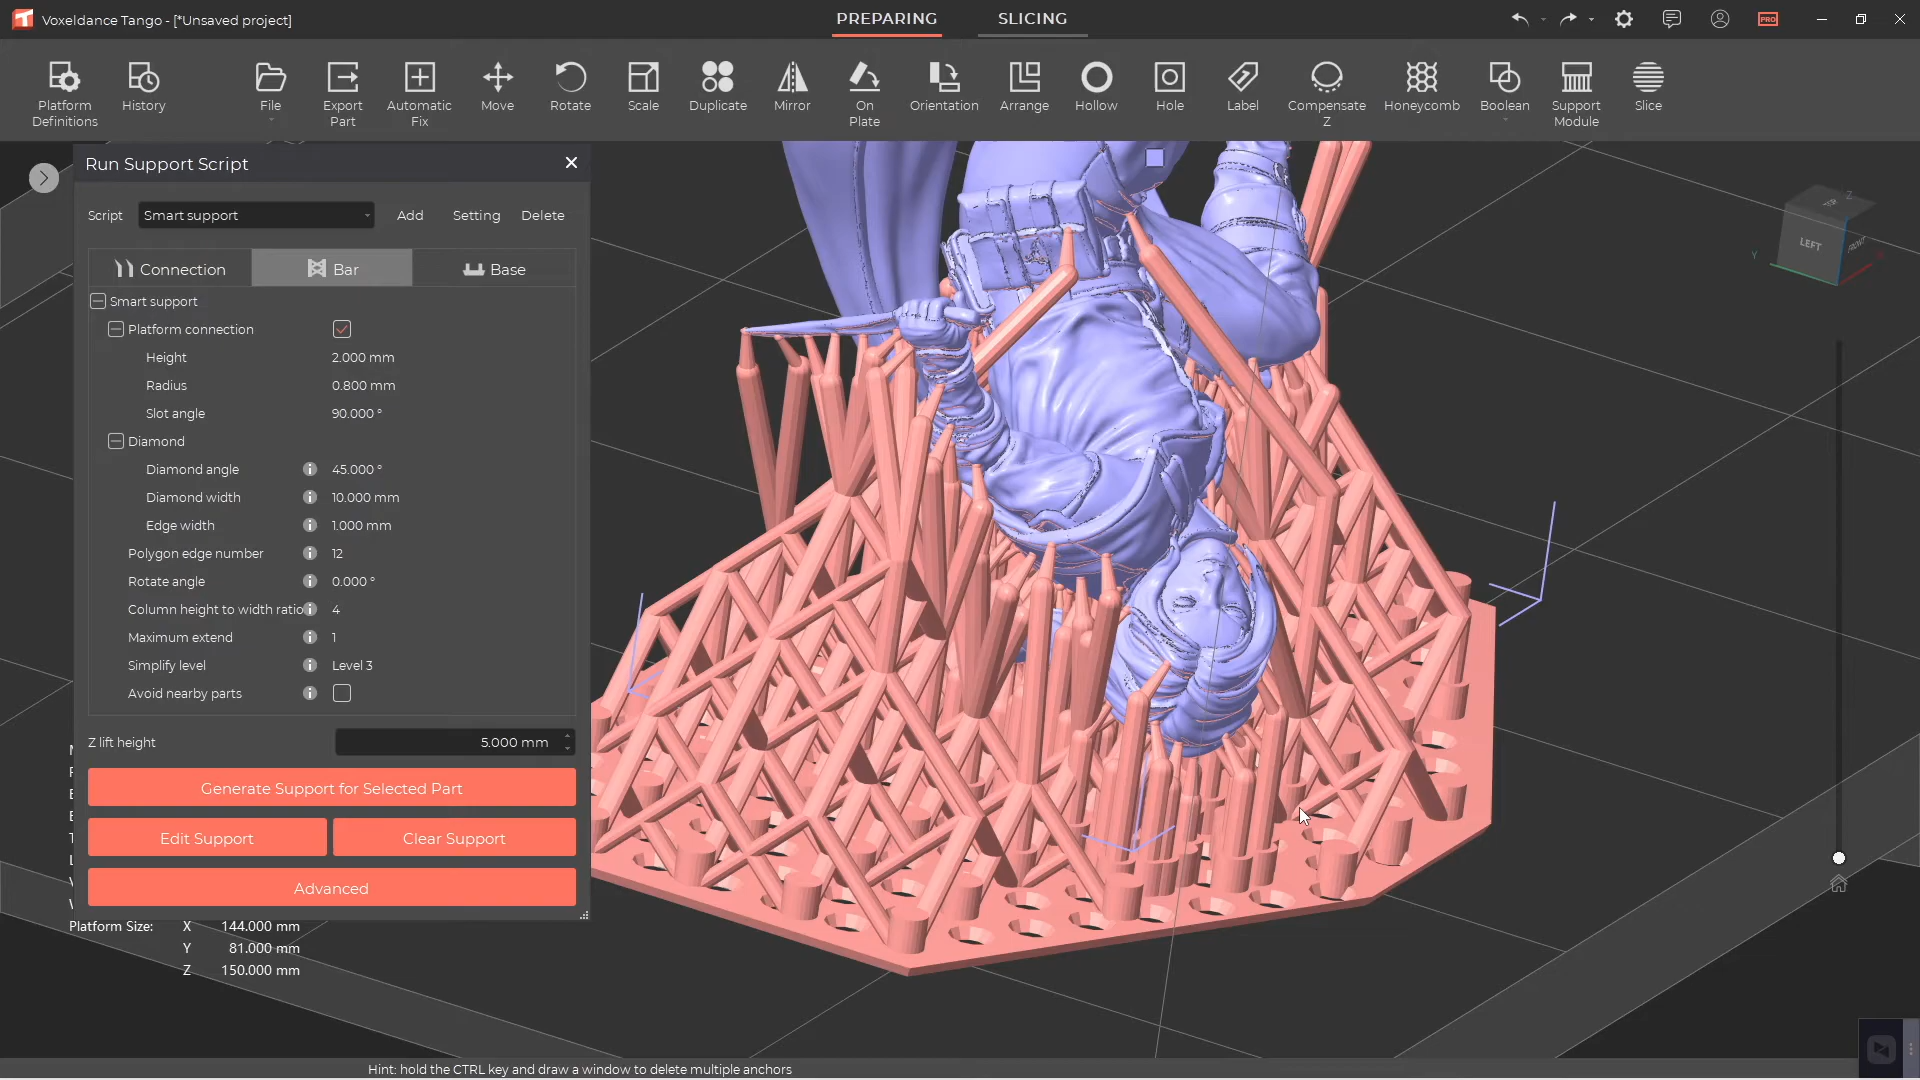 Voxeldance Tango - [*Unsaved project]
PREPARING
SLICING
PRO
Platform Definitions
History
File
Export Part
Automatic Fix
Move
Rotate
Scale
Duplicate
Mirror
On Plate
Orientation
Arrange
Hollow
Hole
Label
Compensate Z
Honeycomb
Boolean
Support Module
Slice
Run Support Script
Script Smart support Add Setting Delete
Connection Bar Base
Smart support
Platform connection
Height 2.000 mm
Radius 0.800 mm
Slot angle 90.000 °
Diamond
Diamond angle 45.000 °
Diamond width 10.000 mm
Edge width 1.000 mm
Polygon edge number 12
Rotate angle 0.000 °
Column height to width ratio 4
Maximum extend 1
Simplify level Level 3
Avoid nearby parts
Z lift height 5.000 mm
Generate Support for Selected Part
Edit Support Clear Support
Advanced
Platform Size: X 144.000 mm
Y 81.000 mm
Z 150.000 mm
TOP
Z
LEFT
FRONT
Y
Hint: hold the CTRL key and draw a window to delete multiple anchors